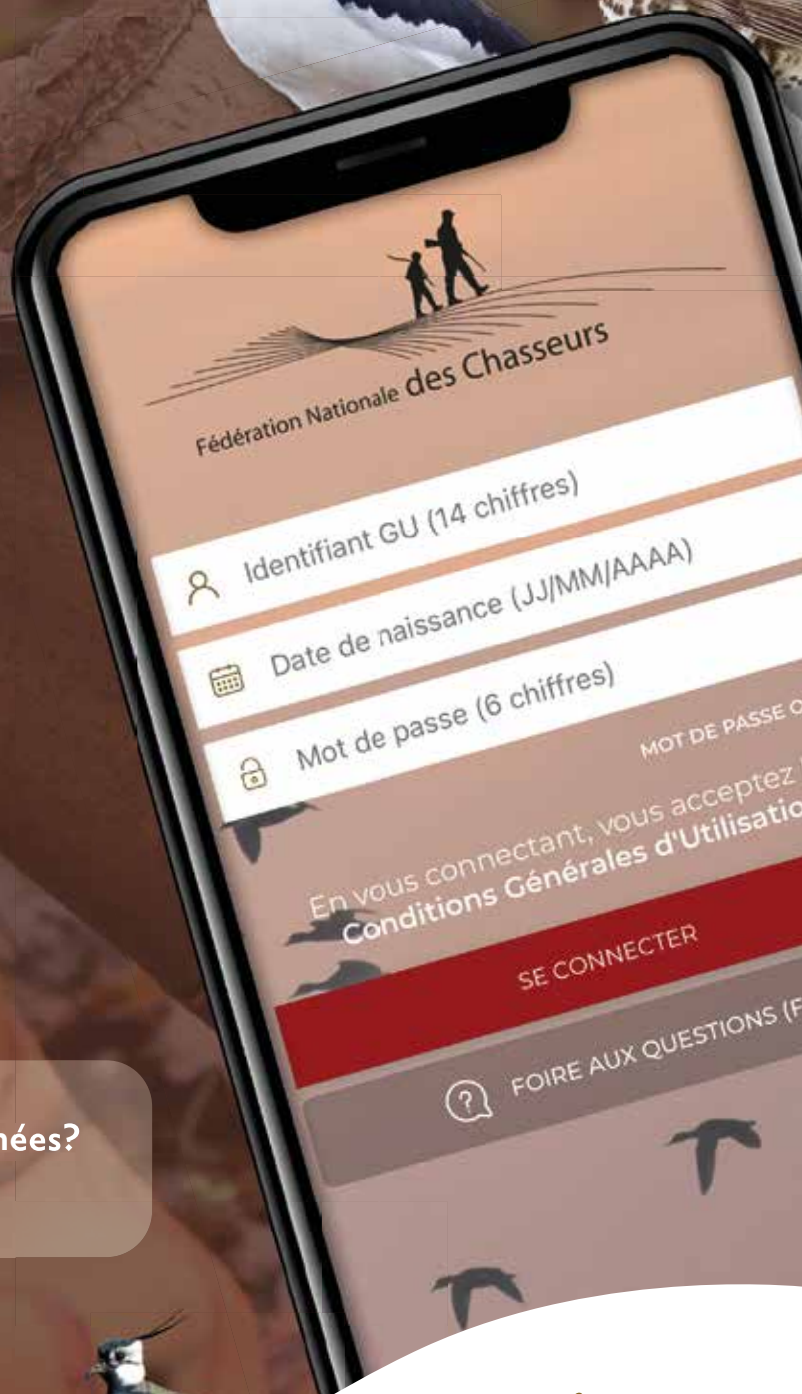 Fédération Nationale des Chasseurs
Identifiant GU (14 chiffres)
Date de naissance (JJ/MM/AAAA)
Mot de passe (6 chiffres)
MOT DE PASSE
En vous connectant, vous acceptez
Conditions Générales d'Utilisatio
SE CONNECTER
FOIRE AUX QUESTIONS (F
nées?